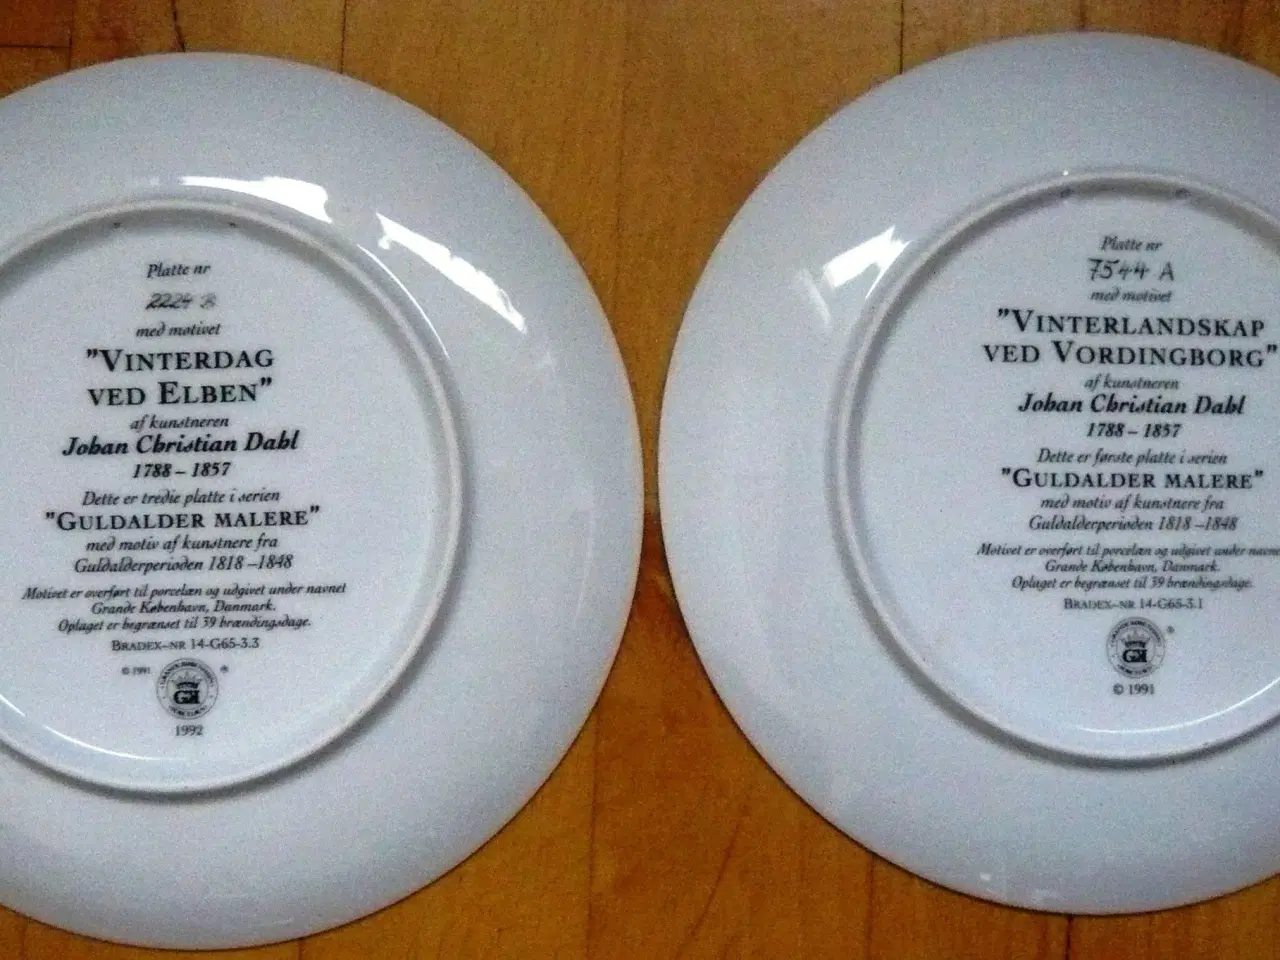 Platte nr
2224 B
med motivet
"VINTERDAG
VED ELBEN"
af kunstneren
Johan Christian Dahl
1788 – 1857
Dette er tredie platte i serien
"GULDALDER MALERE"
med motiv af kunstnere fra
Guldalderperioden 1818 –1848
Motivet er overført til porcelæn og udgivet under navnet
Grande København, Danmark.
Oplaget er begrænset til 39 brændingsdage.
BRADEX–NR 14-G65-3.3
© 1991
®
GK
1992
Platte nr
7544 A
med motivet
"VINTERLANDSKAP
VED VORDINGBORG"
af kunstneren
Johan Christian Dahl
1788 – 1857
Dette er første platte i serien
"GULDALDER MALERE"
med motiv af kunstnere fra
Guldalderperioden 1818 –1848
Motivet er overført til porcelæn og udgivet under
Grande København, Danmark.
Oplaget er begrænset til 39 brændingsdage.
BRADEX–NR 14-G65-3.1
®
GK
© 1991